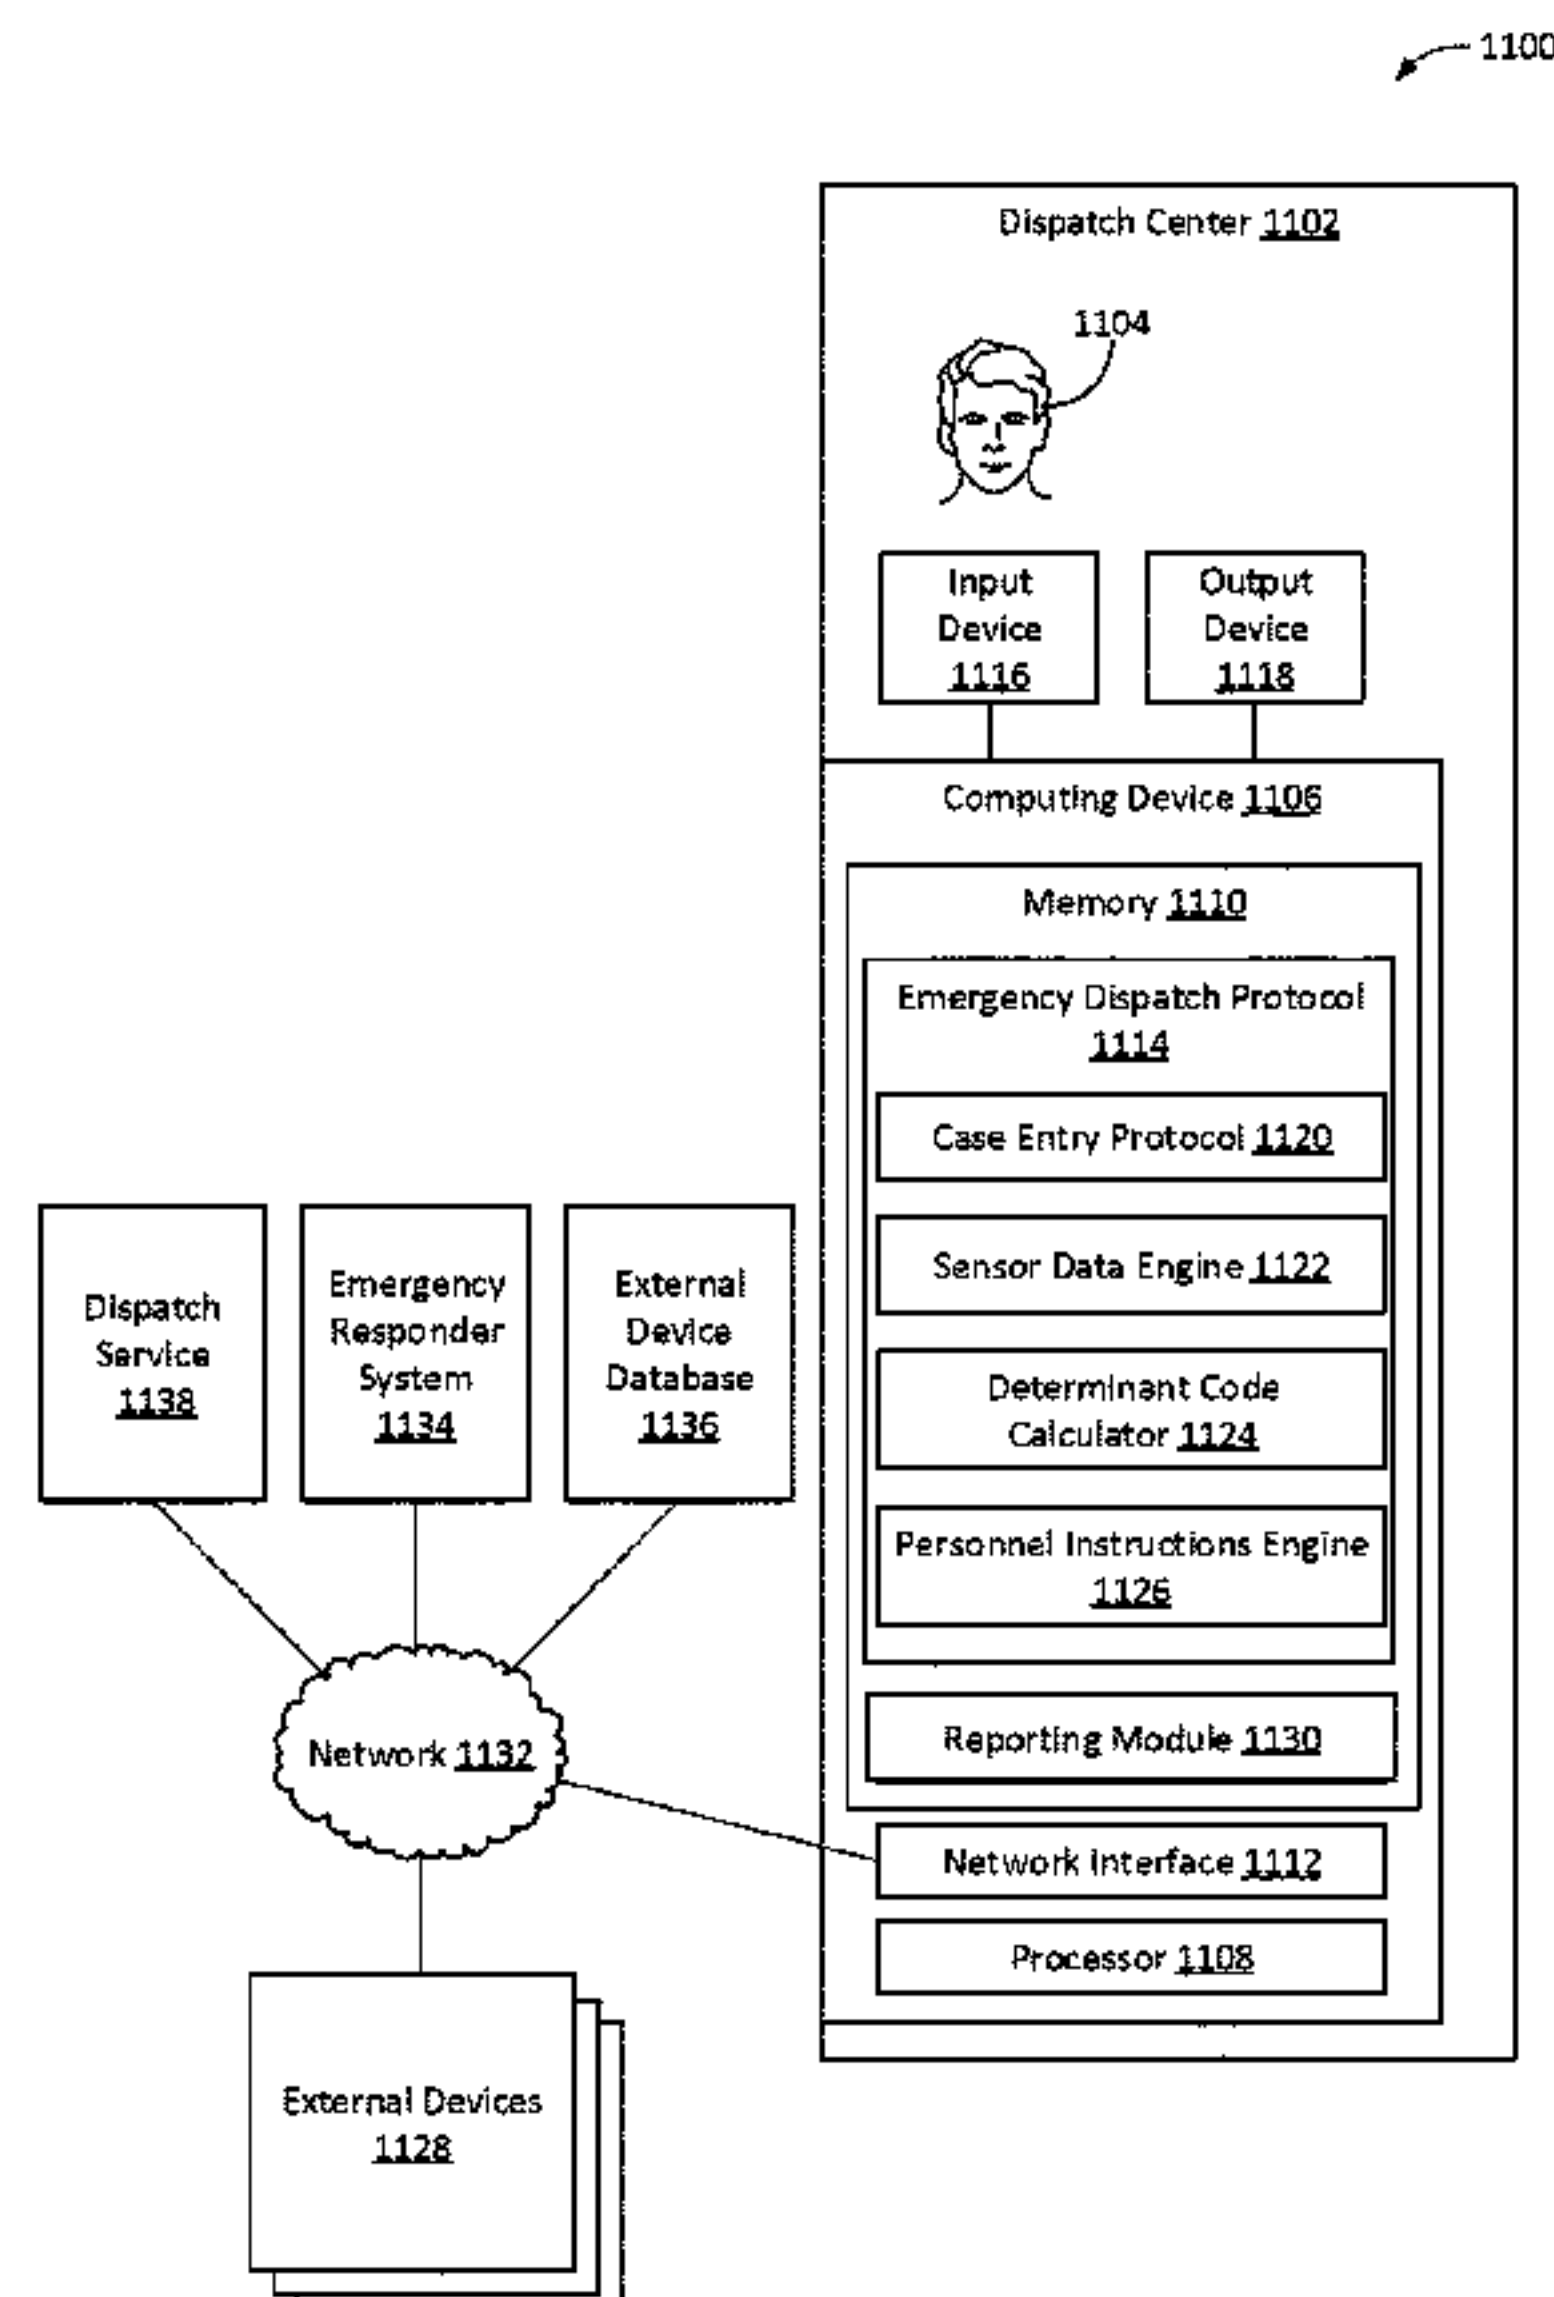 1100
Dispatch Center 1102
1104
Input
Device
1116
Output
Device
1118
Computing Device 1106
Memory 1110
Emergency Dispatch Protocol
1114
Case Entry Protocol 1120
Sensor Data Engine 1122
Determinant Code
Calculator 1124
Personnel Instructions Engine
1126
Reporting Module 1130
Network Interface 1112
Processor 1108
Dispatch
Service
1138
Emergency
Responder
System
1134
External
Device
Database
1136
Network 1132
External Devices
1128